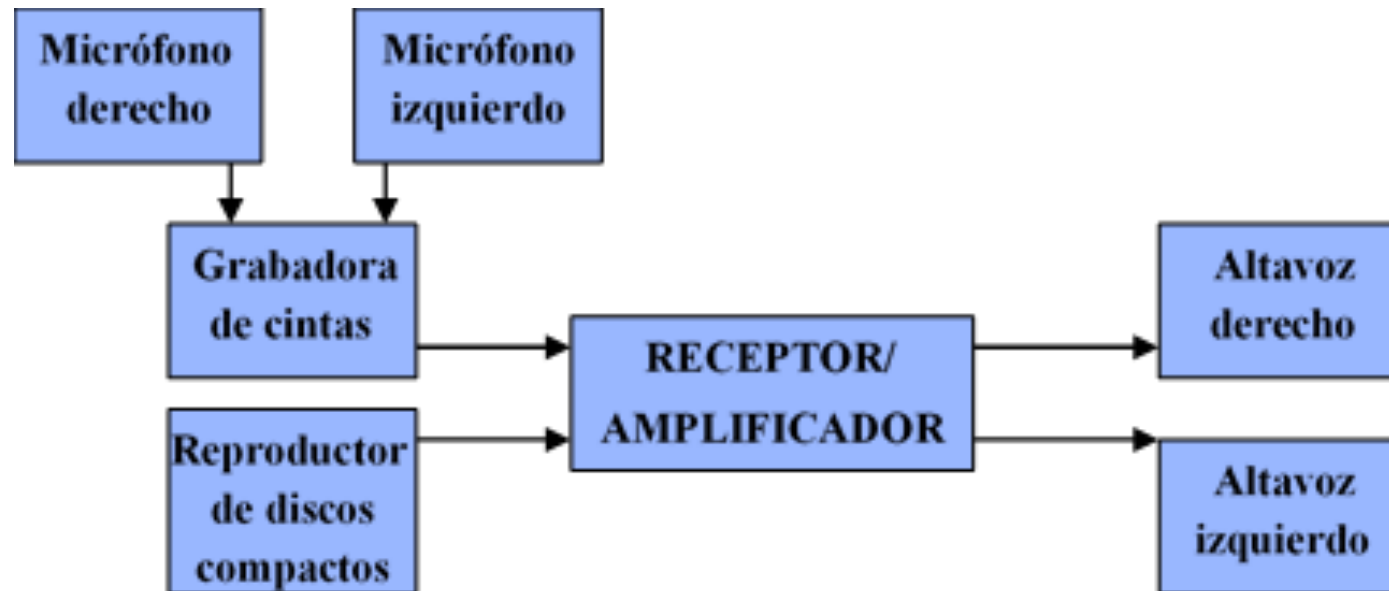 Micrófono
derecho
Micrófono
izquierdo
Grabadora
de cintas
Reproductor
de discos
compactos
RECEPTOR/
AMPLIFICADOR
Altavoz
derecho
Altavoz
izquierdo